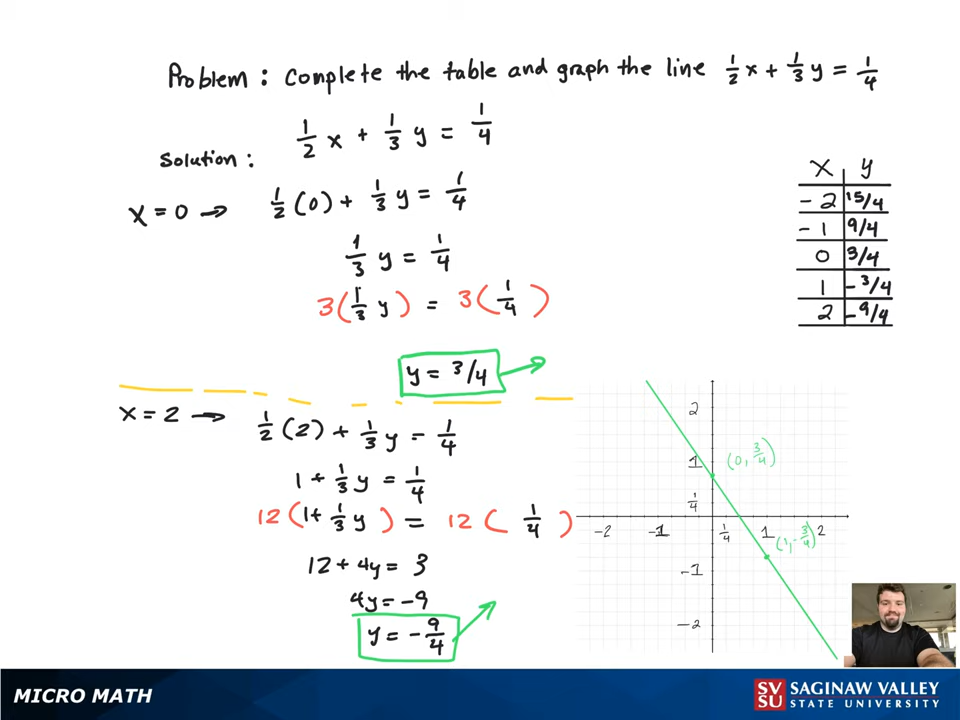 Problem: Complete the table and graph the line 1/2 x + 1/3 y = 1/4
1/2 x + 1/3 y = 1/4
Solution:
x = 0 → 1/2 (0) + 1/3 y = 1/4
1/3 y = 1/4
3(1/3 y) = 3(1/4)
y = 3/4
x = 2 → 1/2 (2) + 1/3 y = 1/4
1 + 1/3 y = 1/4
12(1 + 1/3 y) = 12(1/4)
12 + 4y = 3
4y = -9
y = -9/4
x y
-2 15/4
-1 9/4
0 3/4
1 -3/4
2 -9/4
2
1
(0, 3/4)
1/4
-2 -1 1/4 1 2
(1, -3/4)
-1
-2
MICRO MATH
SV SU SAGINAW VALLEY
STATE UNIVERSITY